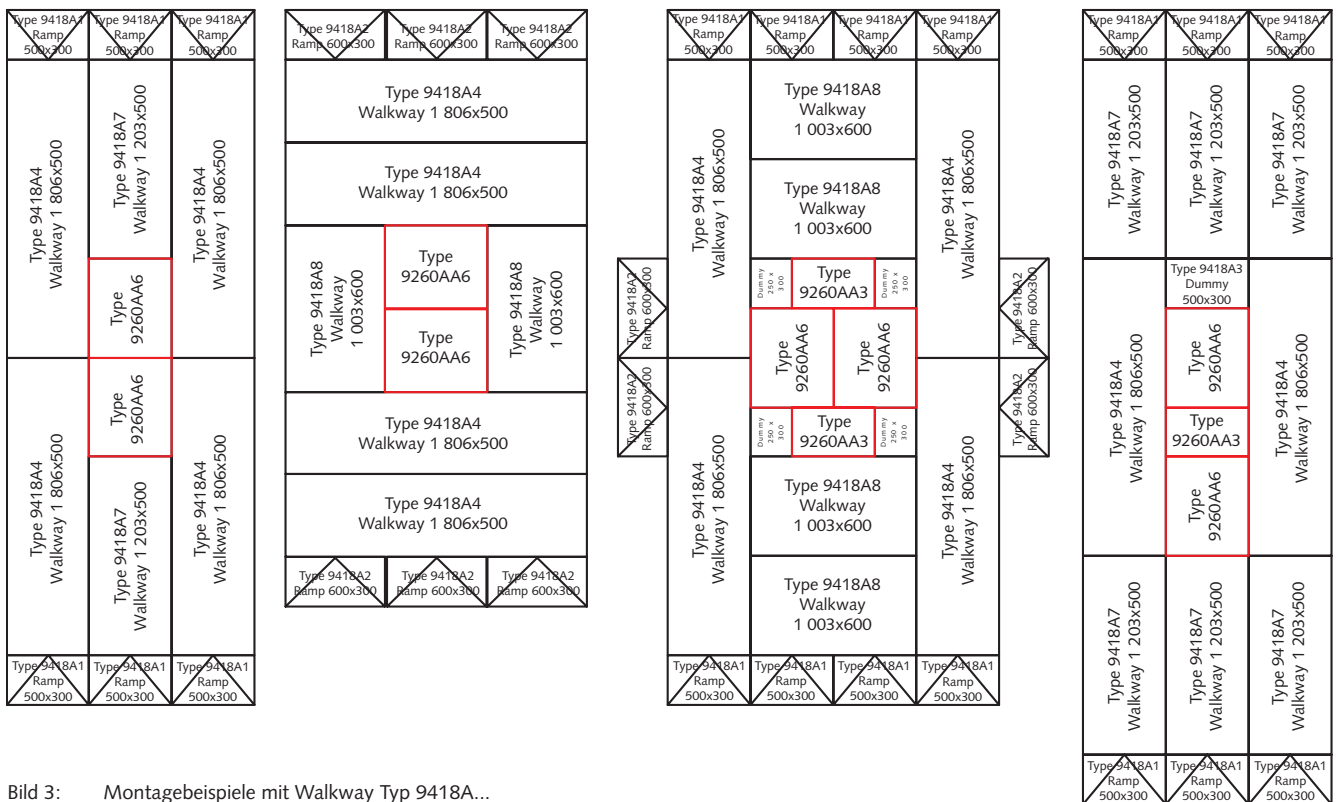 Type 9418A1
Ramp
500x300
Type 9418A1
Ramp
500x300
Type 9418A1
Ramp
500x300
Type 9418A4
Walkway 1 806x500
Type 9418A7
Walkway 1 203x500
Type 9418A4
Walkway 1 806x500
Type
9260AA6
Type
9260AA6
Type 9418A4
Walkway 1 806x500
Type 9418A7
Walkway 1 203x500
Type 9418A4
Walkway 1 806x500
Type 9418A1
Ramp
500x300
Type 9418A1
Ramp
500x300
Type 9418A1
Ramp
500x300
Type 9418A2
Ramp 600x300
Type 9418A2
Ramp 600x300
Type 9418A2
Ramp 600x300
Type 9418A4
Walkway 1 806x500
Type 9418A4
Walkway 1 806x500
Type 9418A8
Walkway
1 003x600
Type
9260AA6
Type
9260AA6
Type 9418A8
Walkway
1 003x600
Type 9418A4
Walkway 1 806x500
Type 9418A4
Walkway 1 806x500
Type 9418A2
Ramp 600x300
Type 9418A2
Ramp 600x300
Type 9418A2
Ramp 600x300
Type 9418A1
Ramp
500x300
Type 9418A1
Ramp
500x300
Type 9418A1
Ramp
500x300
Type 9418A1
Ramp
500x300
Type 9418A4
Walkway 1 806x500
Type 9418A8
Walkway
1 003x600
Type 9418A8
Walkway
1 003x600
Type 9418A4
Walkway 1 806x500
Type 9418A2
Ramp 600x300
Dummy
250 x
300
Type
9260AA3
Dummy
250 x
300
Type 9418A2
Ramp 600x300
Type
9260AA6
Type
9260AA6
Type 9418A2
Ramp 600x300
Dummy
250 x
300
Type
9260AA3
Dummy
250 x
300
Type 9418A2
Ramp 600x300
Type 9418A4
Walkway 1 806x500
Type 9418A8
Walkway
1 003x600
Type 9418A8
Walkway
1 003x600
Type 9418A4
Walkway 1 806x500
Type 9418A1
Ramp
500x300
Type 9418A1
Ramp
500x300
Type 9418A1
Ramp
500x300
Type 9418A1
Ramp
500x300
Type 9418A1
Ramp
500x300
Type 9418A1
Ramp
500x300
Type 9418A1
Ramp
500x300
Type 9418A7
Walkway 1 203x500
Type 9418A7
Walkway 1 203x500
Type 9418A7
Walkway 1 203x500
Type 9418A3
Dummy
500x300
Type 9418A4
Walkway 1 806x500
Type
9260AA6
Type
9260AA3
Type
9260AA6
Type 9418A4
Walkway 1 806x500
Type 9418A7
Walkway 1 203x500
Type 9418A7
Walkway 1 203x500
Type 9418A7
Walkway 1 203x500
Type 9418A1
Ramp
500x300
Type 9418A1
Ramp
500x300
Type 9418A1
Ramp
500x300
Bild 3: Montagebeispiele mit Walkway Typ 9418A...